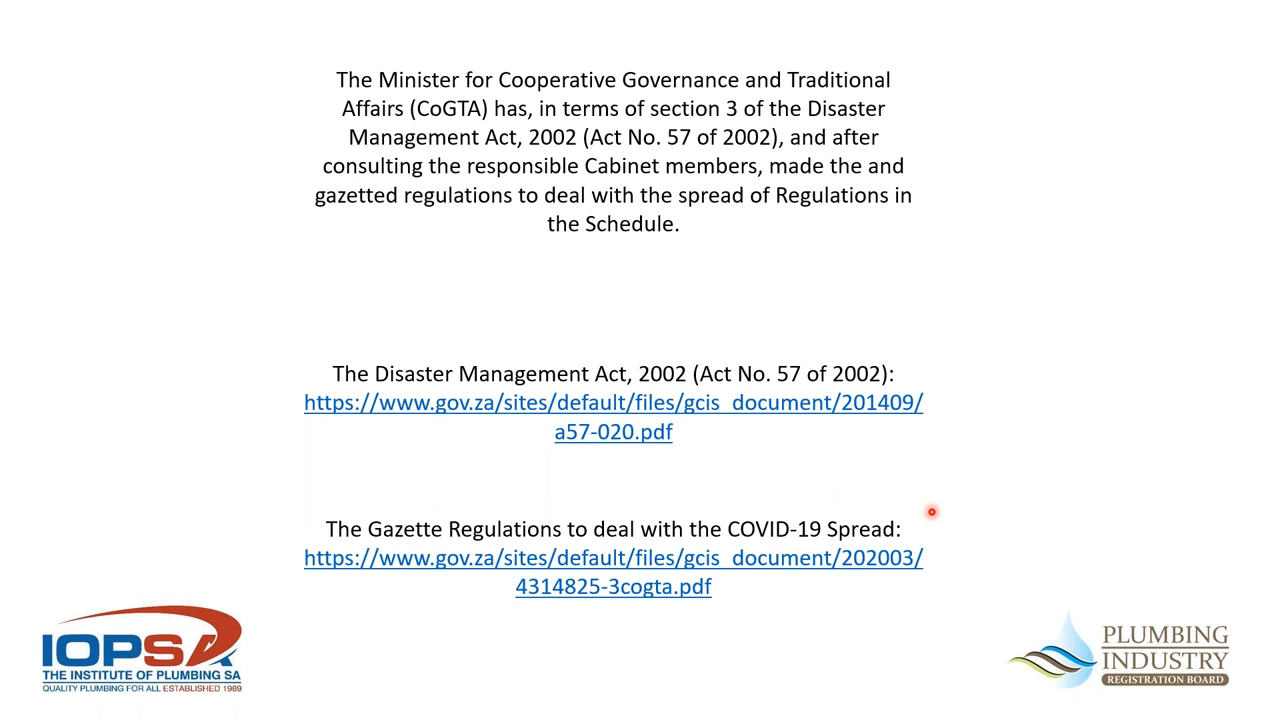 The Minister for Cooperative Governance and Traditional
Affairs (CoGTA) has, in terms of section 3 of the Disaster
Management Act, 2002 (Act No. 57 of 2002), and after
consulting the responsible Cabinet members, made the and
gazetted regulations to deal with the spread of Regulations in
the Schedule.
The Disaster Management Act, 2002 (Act No. 57 of 2002):
https://www.gov.za/sites/default/files/gcis_document/201409/
a57-020.pdf
The Gazette Regulations to deal with the COVID-19 Spread:
https://www.gov.za/sites/default/files/gcis_document/202003/
4314825-3cogta.pdf
IOPSA
THE INSTITUTE OF PLUMBING SA
QUALITY PLUMBING FOR ALL ESTABLISHED 1989
PLUMBING
INDUSTRY
REGISTRATION BOARD